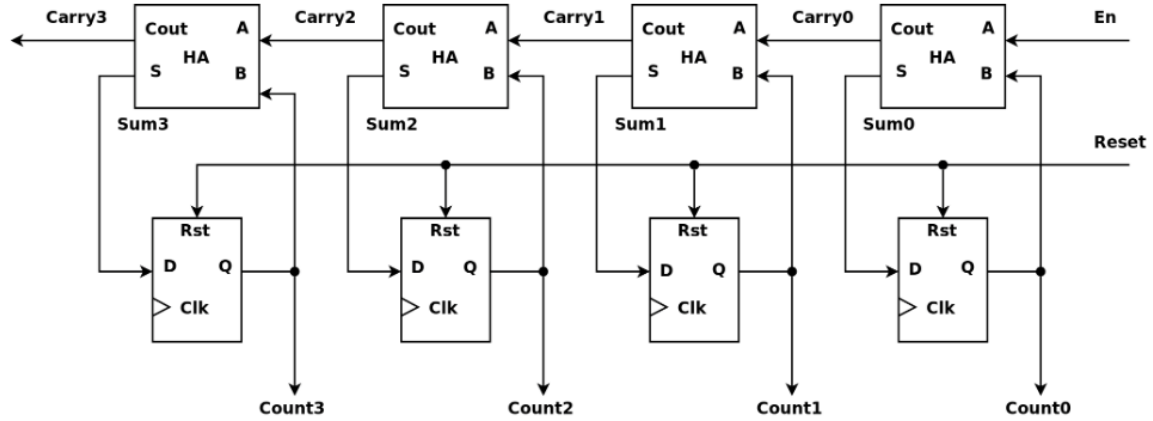 Carry3 Carry2 Carry1 Carry0 En
Cout A Cout A Cout A Cout A
HA HA HA HA
S B S B S B S B
Sum3 Sum2 Sum1 Sum0
Reset
Rst Rst Rst Rst
D Q D Q D Q D Q
Clk Clk Clk Clk
Count3 Count2 Count1 Count0